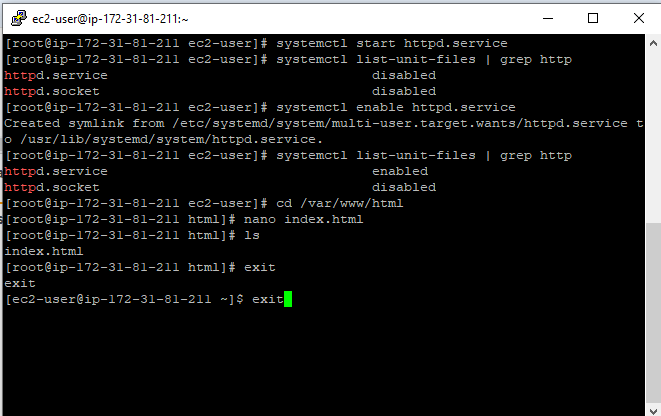 ec2-user@ip-172-31-81-211:~
[root@ip-172-31-81-211 ec2-user]# systemctl start httpd.service
[root@ip-172-31-81-211 ec2-user]# systemctl list-unit-files | grep http
httpd.service                                 disabled
httpd.socket                                  disabled
[root@ip-172-31-81-211 ec2-user]# systemctl enable httpd.service
Created symlink from /etc/systemd/system/multi-user.target.wants/httpd.service t
o /usr/lib/systemd/system/httpd.service.
[root@ip-172-31-81-211 ec2-user]# systemctl list-unit-files | grep http
httpd.service                                 enabled
httpd.socket                                  disabled
[root@ip-172-31-81-211 ec2-user]# cd /var/www/html
[root@ip-172-31-81-211 html]# nano index.html
[root@ip-172-31-81-211 html]# ls
index.html
[root@ip-172-31-81-211 html]# exit
exit
[ec2-user@ip-172-31-81-211 ~]$ exit